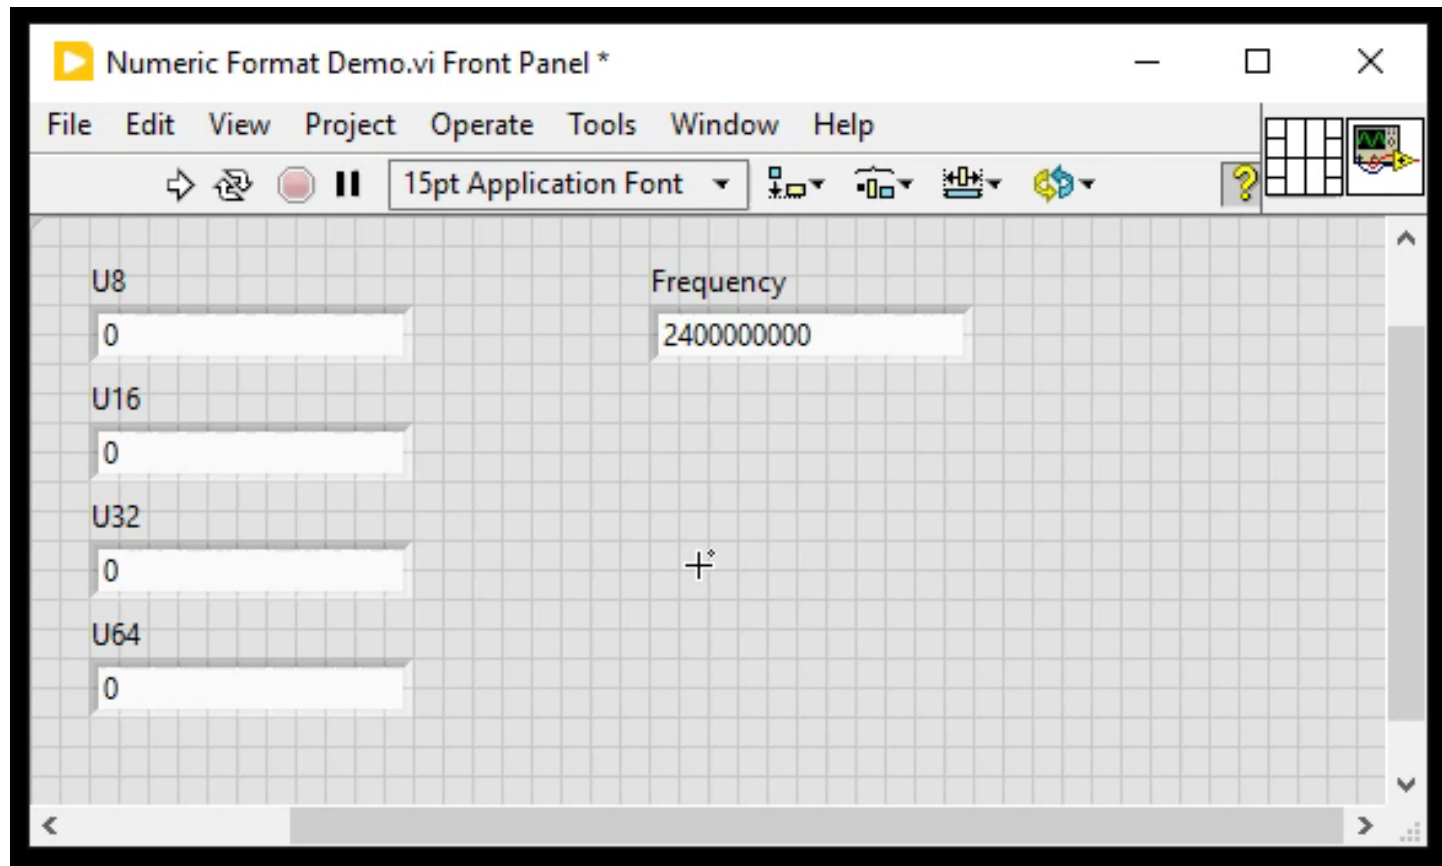 Numeric Format Demo.vi Front Panel *
File Edit View Project Operate Tools Window Help
15pt Application Font
?
U8
0
Frequency
2400000000
U16
0
U32
0
U64
0